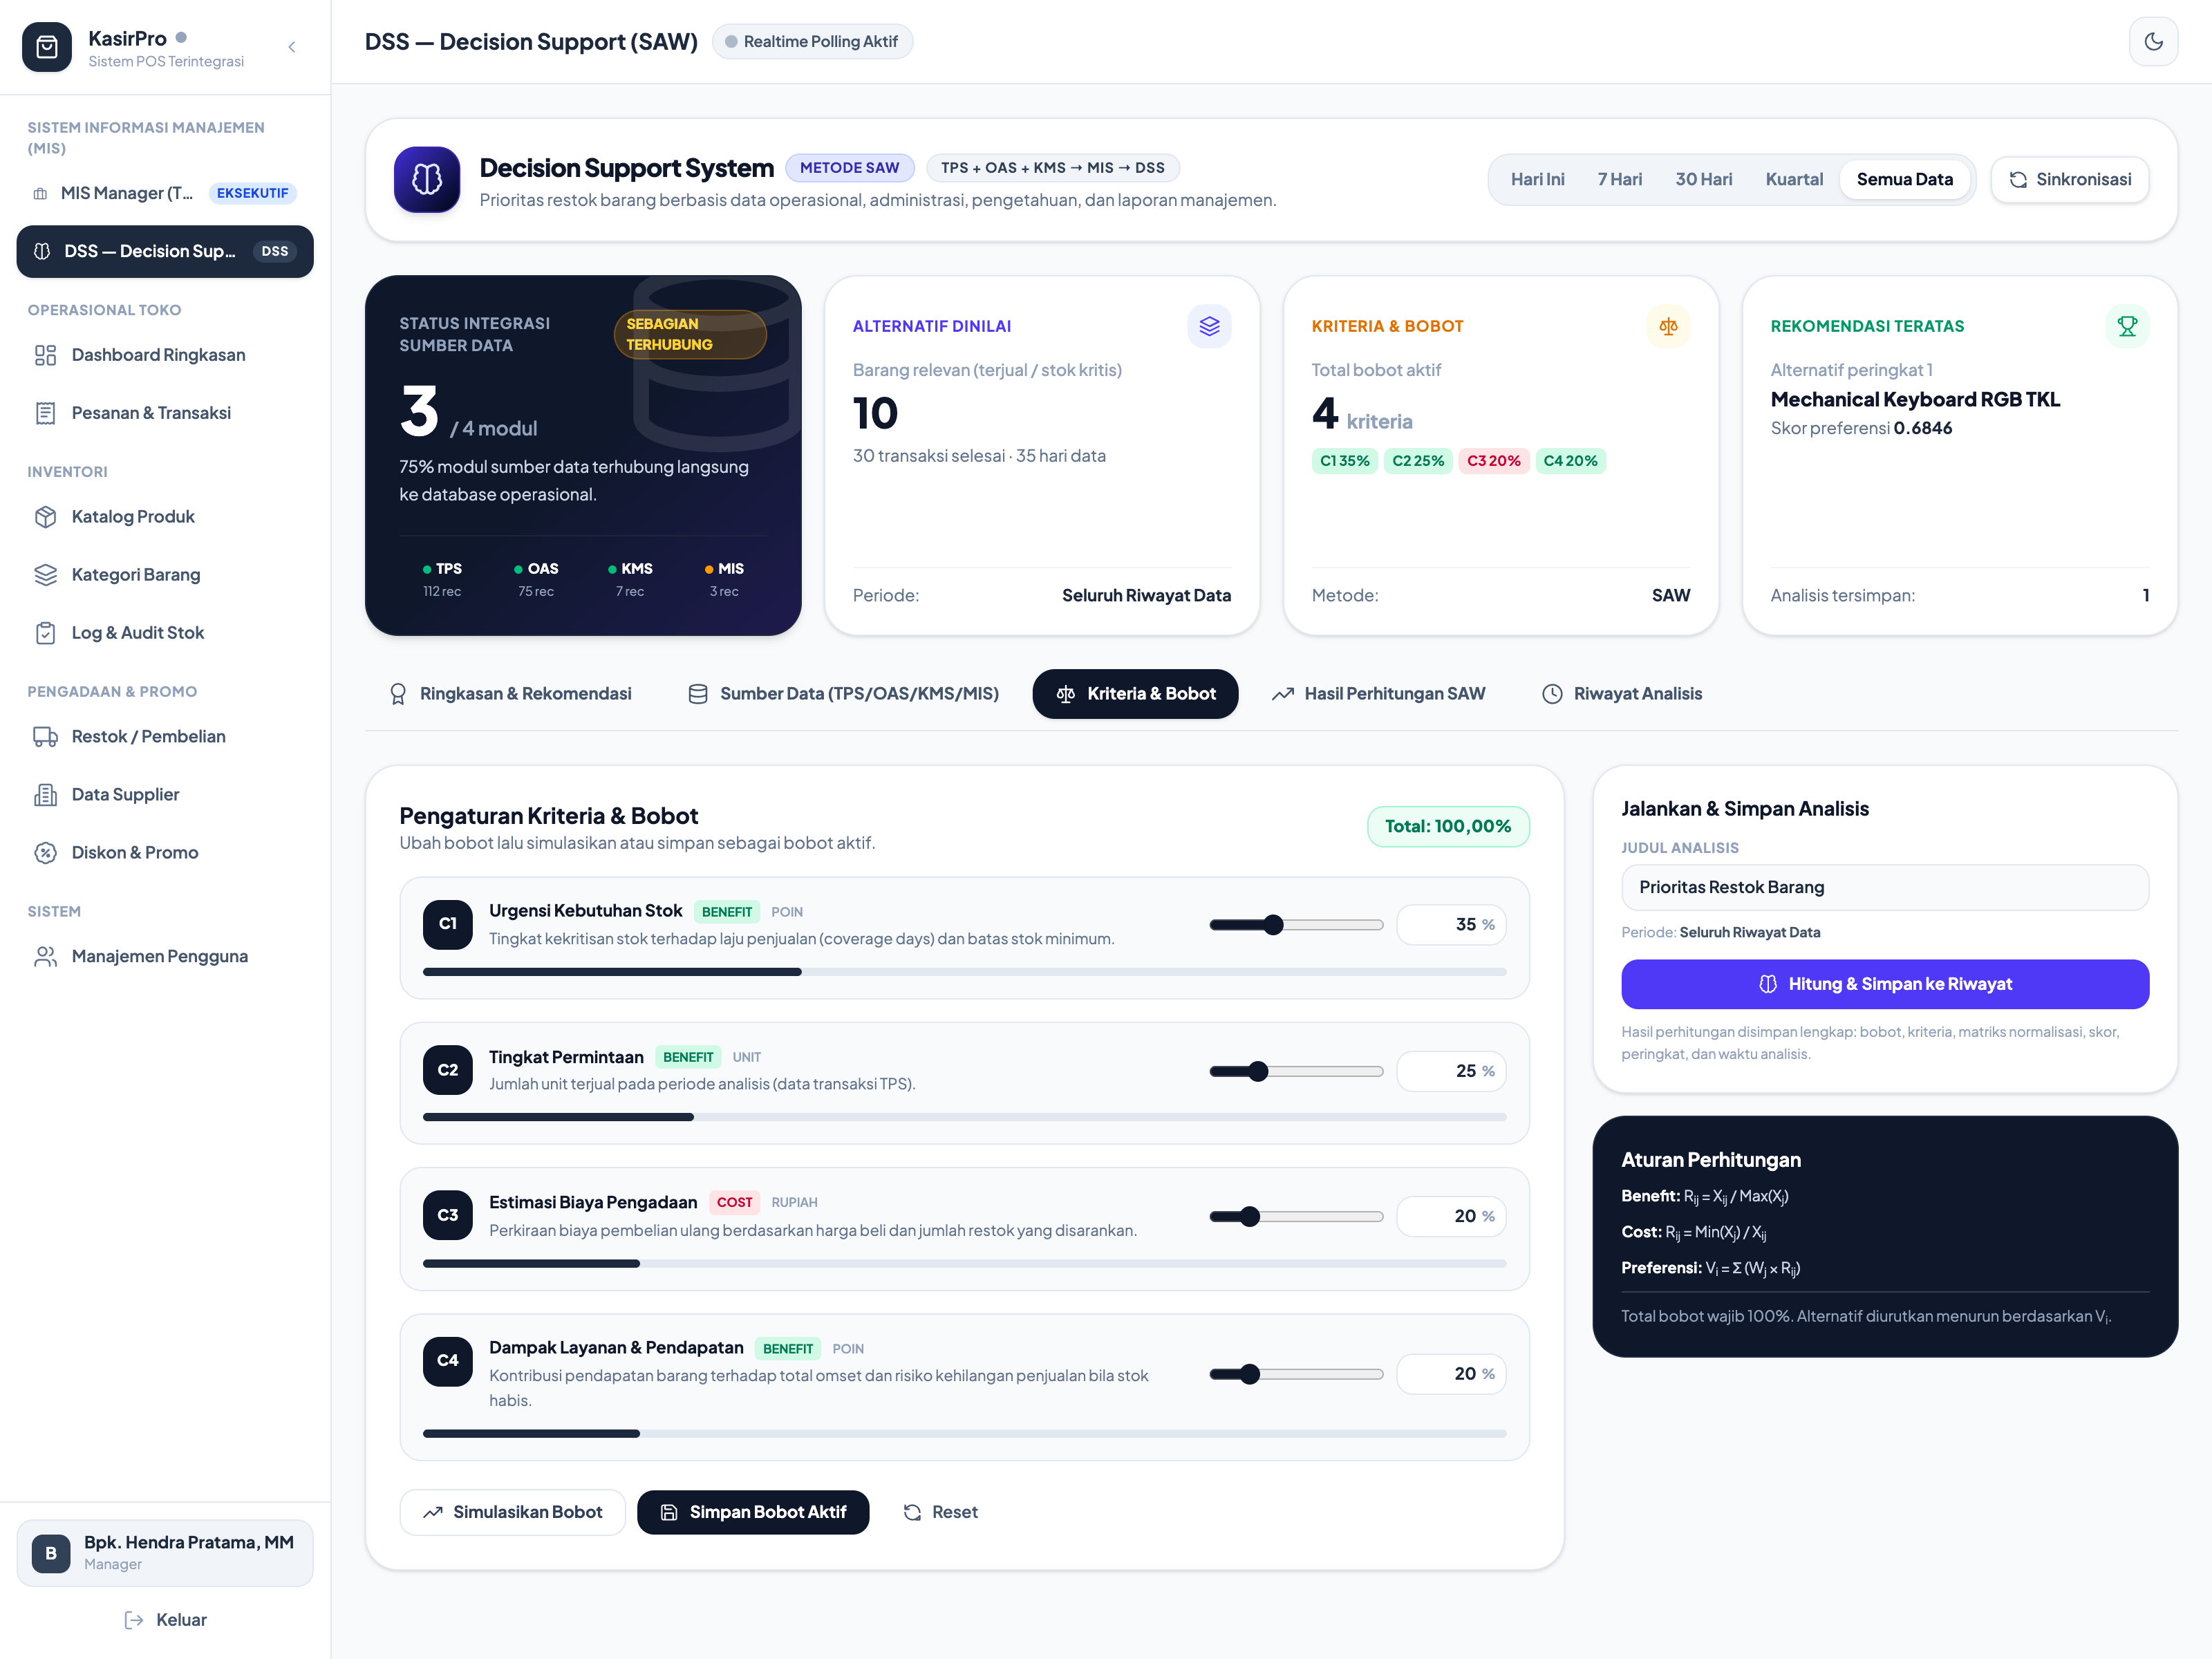 KasirPro
Sistem POS Terintegrasi
SISTEM INFORMASI MANAJEMEN
(MIS)
MIS Manager (T... EKSEKUTIF
DSS — Decision Sup... DSS
OPERASIONAL TOKO
Dashboard Ringkasan
Pesanan & Transaksi
INVENTORI
Katalog Produk
Kategori Barang
Log & Audit Stok
PENGADAAN & PROMO
Restok / Pembelian
Data Supplier
Diskon & Promo
SISTEM
Manajemen Pengguna
B
Bpk. Hendra Pratama, MM
Manager
Keluar
DSS — Decision Support (SAW) Realtime Polling Aktif
Decision Support System METODE SAW TPS + OAS + KMS → MIS → DSS
Prioritas restok barang berbasis data operasional, administrasi, pengetahuan, dan laporan manajemen.
Hari Ini 7 Hari 30 Hari Kuartal Semua Data Sinkronisasi
STATUS INTEGRASI
SUMBER DATA
SEBAGIAN
TERHUBUNG
3 / 4 modul
75% modul sumber data terhubung langsung
ke database operasional.
TPS OAS KMS MIS
112 rec 75 rec 7 rec 3 rec
ALTERNATIF DINILAI
Barang relevan (terjual / stok kritis)
10
30 transaksi selesai · 35 hari data
Periode: Seluruh Riwayat Data
KRITERIA & BOBOT
Total bobot aktif
4 kriteria
C1 35% C2 25% C3 20% C4 20%
Metode: SAW
REKOMENDASI TERATAS
Alternatif peringkat 1
Mechanical Keyboard RGB TKL
Skor preferensi 0.6846
Analisis tersimpan: 1
Ringkasan & Rekomendasi Sumber Data (TPS/OAS/KMS/MIS) Kriteria & Bobot Hasil Perhitungan SAW Riwayat Analisis
Pengaturan Kriteria & Bobot
Ubah bobot lalu simulasikan atau simpan sebagai bobot aktif.
Total: 100,00%
C1 Urgensi Kebutuhan Stok BENEFIT POIN
Tingkat kekritisan stok terhadap laju penjualan (coverage days) dan batas stok minimum.
35 %
C2 Tingkat Permintaan BENEFIT UNIT
Jumlah unit terjual pada periode analisis (data transaksi TPS).
25 %
C3 Estimasi Biaya Pengadaan COST RUPIAH
Perkiraan biaya pembelian ulang berdasarkan harga beli dan jumlah restok yang disarankan.
20 %
C4 Dampak Layanan & Pendapatan BENEFIT POIN
Kontribusi pendapatan barang terhadap total omset dan risiko kehilangan penjualan bila stok
habis.
20 %
Simulasikan Bobot Simpan Bobot Aktif Reset
Jalankan & Simpan Analisis
JUDUL ANALISIS
Prioritas Restok Barang
Periode: Seluruh Riwayat Data
Hitung & Simpan ke Riwayat
Hasil perhitungan disimpan lengkap: bobot, kriteria, matriks normalisasi, skor,
peringkat, dan waktu analisis.
Aturan Perhitungan
Benefit: Rij = Xij / Max(Xj)
Cost: Rij = Min(Xj) / Xij
Preferensi: Vi = Σ (Wj × Rij)
Total bobot wajib 100%. Alternatif diurutkan menurun berdasarkan Vi.